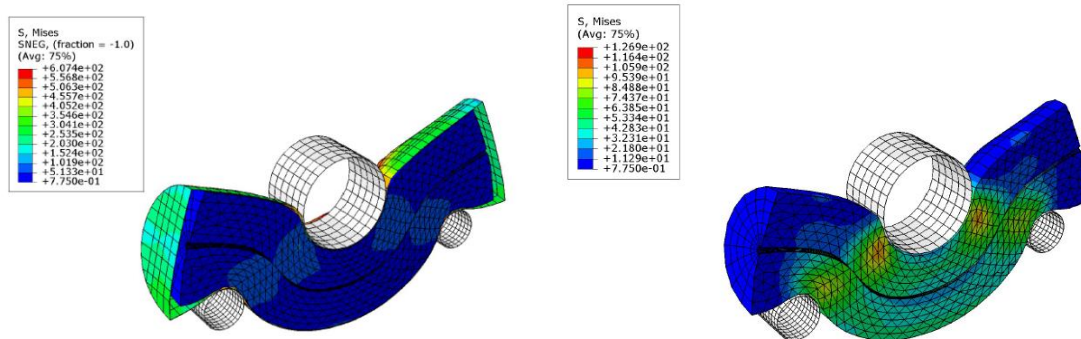 S, Mises
SNEG, (fraction = -1.0)
(Avg: 75%)
+6.074e+02
+5.568e+02
+5.063e+02
+4.557e+02
+4.052e+02
+3.546e+02
+3.041e+02
+2.535e+02
+2.030e+02
+1.524e+02
+1.019e+02
+5.133e+01
+7.750e-01
S, Mises
(Avg: 75%)
+1.269e+02
+1.164e+02
+1.059e+02
+9.539e+01
+8.488e+01
+7.437e+01
+6.385e+01
+5.334e+01
+4.283e+01
+3.231e+01
+2.180e+01
+1.129e+01
+7.750e-01